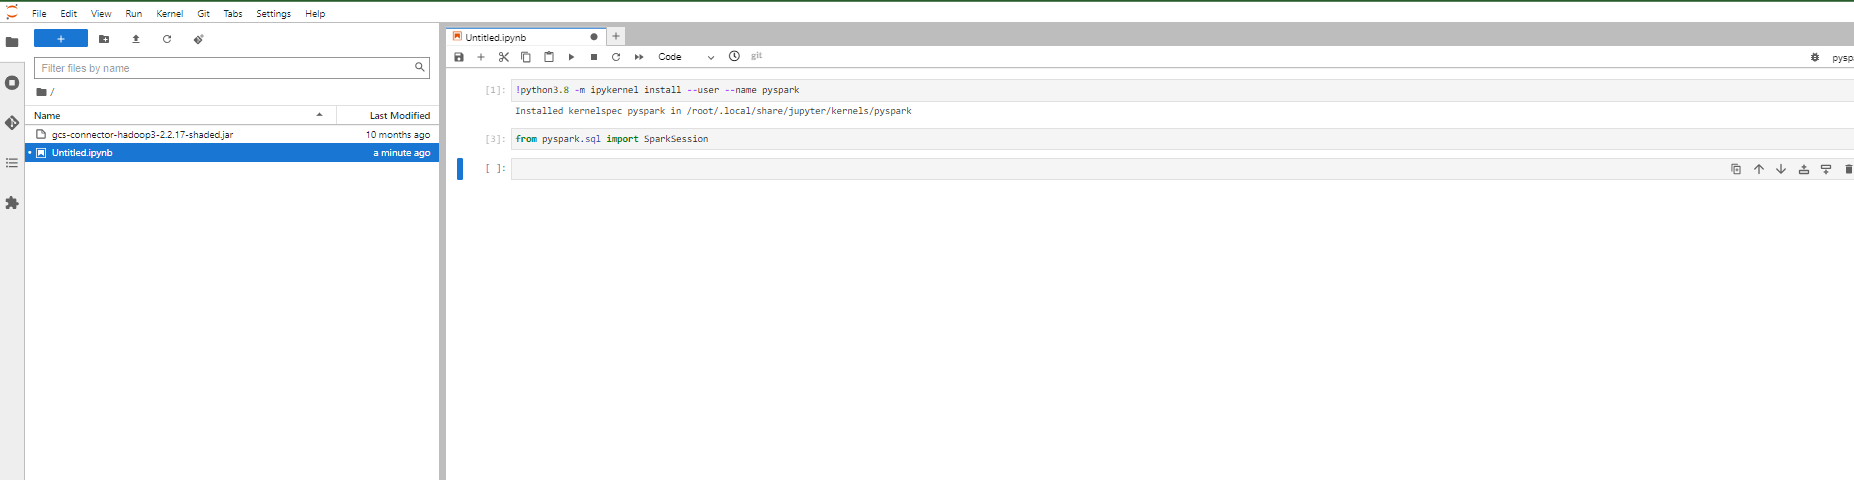 File Edit View Run Kernel Git Tabs Settings Help
Filter files by name
/
Name Last Modified
gcs-connector-hadoop3-2.2.17-shaded.jar 10 months ago
Untitled.ipynb a minute ago
Untitled.ipynb
Code git pysp
[1]: !python3.8 -m ipykernel install --user --name pyspark
Installed kernelspec pyspark in /root/.local/share/jupyter/kernels/pyspark
[3]: from pyspark.sql import SparkSession
[ ]: